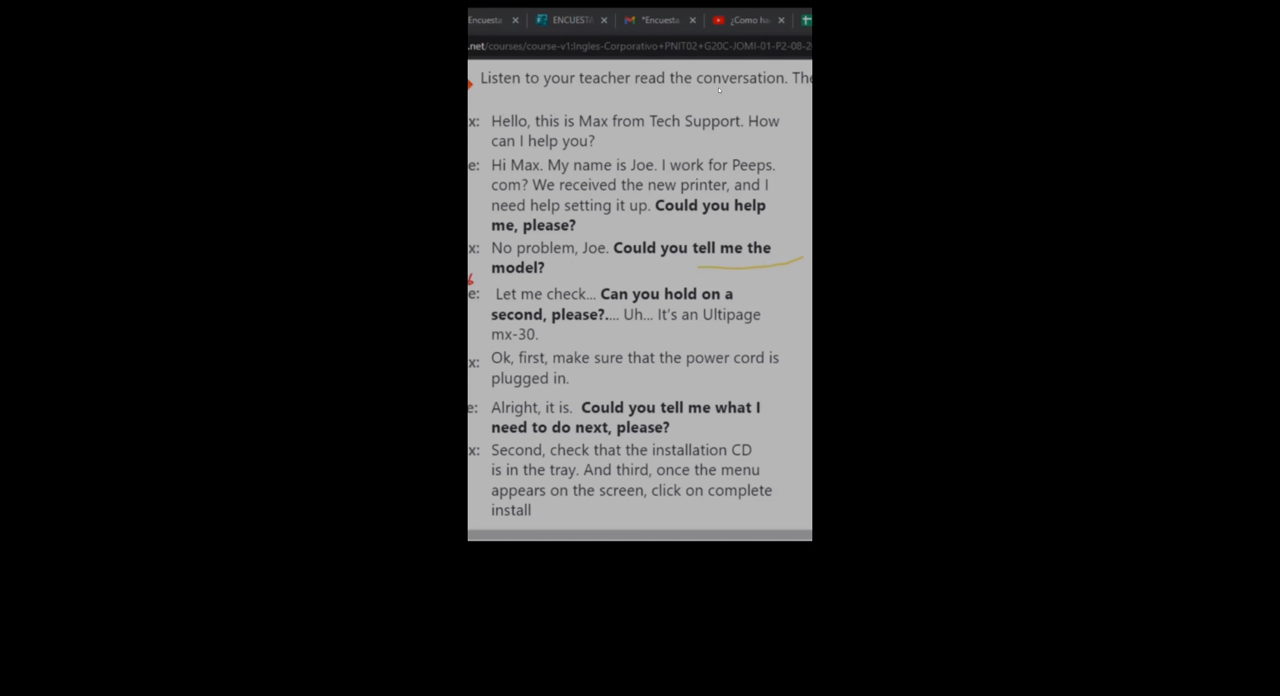 Encuesta
ENCUEST
*Encuesta
¿Como ha
.net/courses/course-v1:Ingles-Corporativo+PNIT02+G20C-JOMI-01-P2-08-2
Listen to your teacher read the conversation. The
x: Hello, this is Max from Tech Support. How
can I help you?
e: Hi Max. My name is Joe. I work for Peeps.
com? We received the new printer, and I
need help setting it up. Could you help
me, please?
x: No problem, Joe. Could you tell me the
model?
e: Let me check... Can you hold on a
second, please?.... Uh... It's an Ultipage
mx-30.
x: Ok, first, make sure that the power cord is
plugged in.
e: Alright, it is. Could you tell me what I
need to do next, please?
x: Second, check that the installation CD
is in the tray. And third, once the menu
appears on the screen, click on complete
install